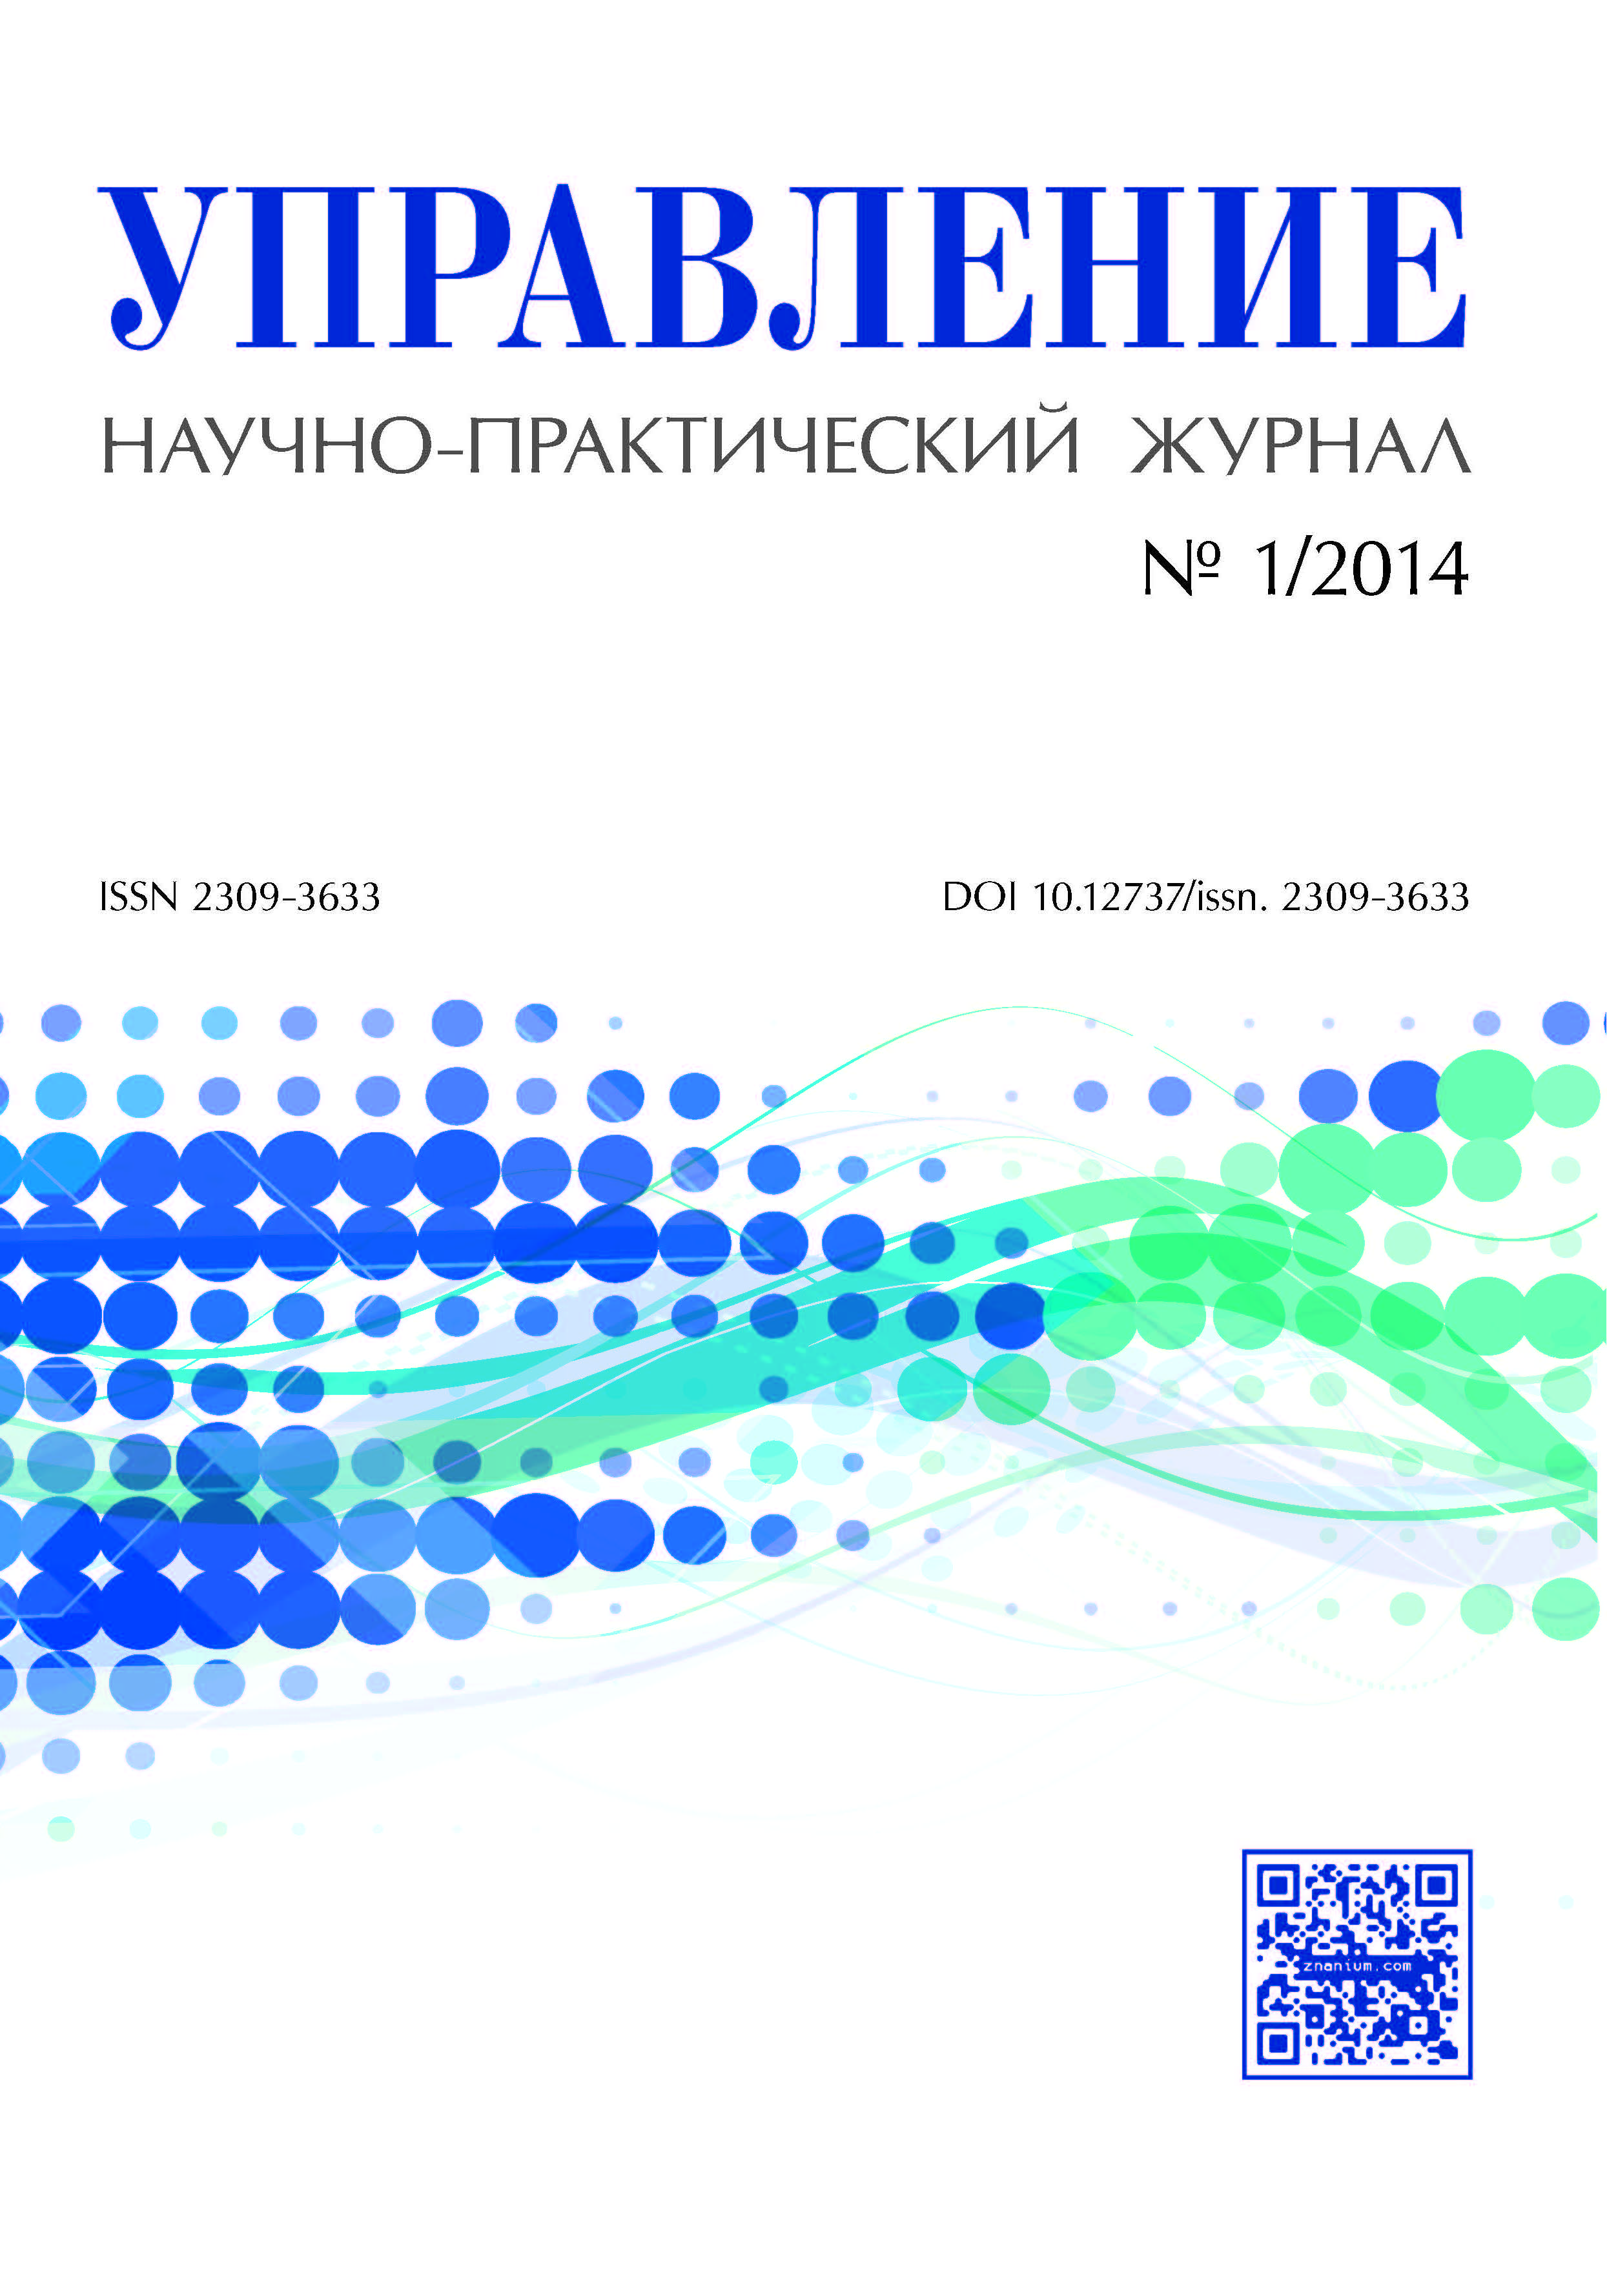 УПРАВЛЕНИЕ
НАУЧНО-ПРАКТИЧЕСКИЙ ЖУРНАЛ
№ 1/2014
ISSN 2309-3633
DOI 10.12737/issn. 2309-3633
znanium.com